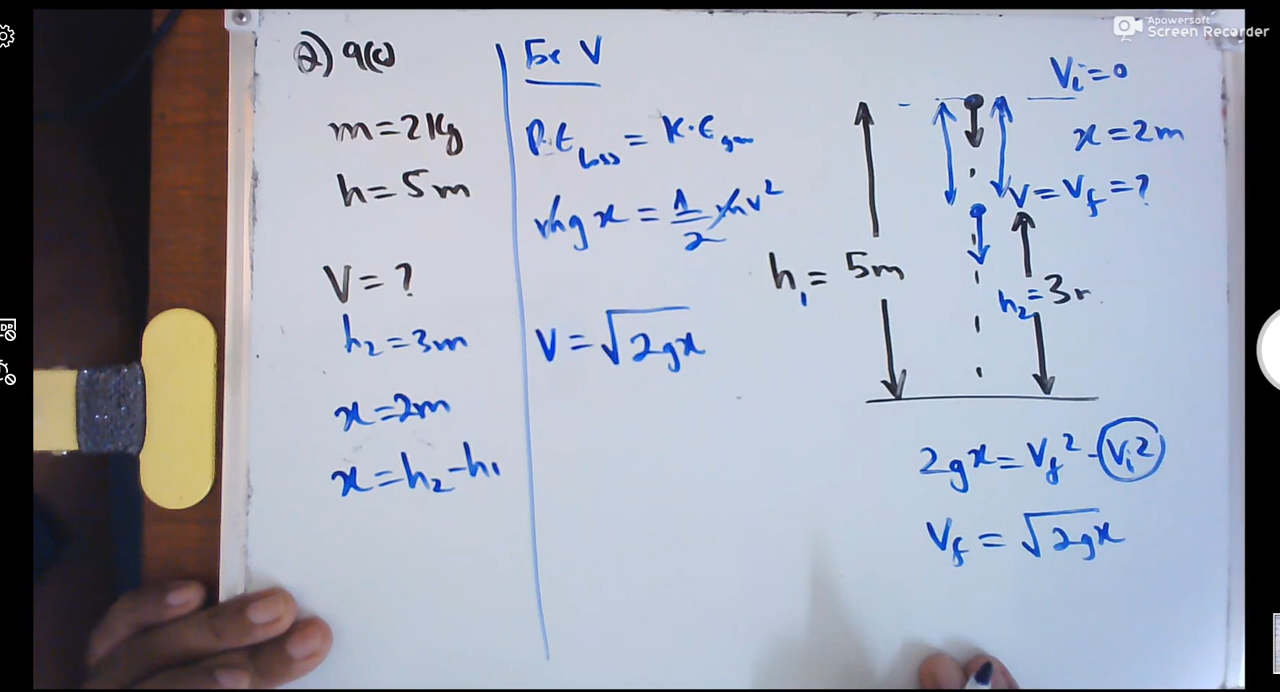 2) 9(c)
m = 2Kg
h = 5m
V = ?
h₂ = 3m
x = 2m
x = h₂ - h₁
For V
P.E Loss = K.E gain
mgx = 1/2 mv²
V = √2gx
Vi = 0
x = 2m
V = Vf = ?
h₁ = 5m
h₂ = 3m
2gx = Vf² - Vi²
Vf = √2gx
Apowersoft
Screen Recorder